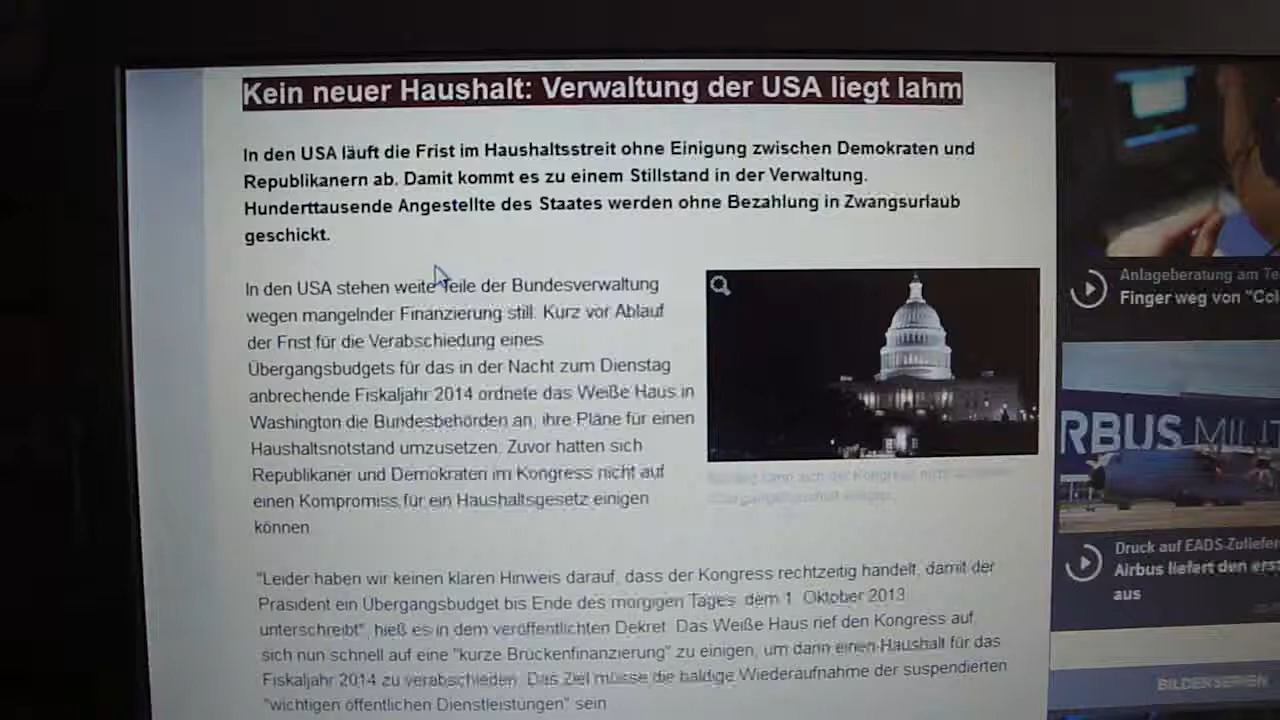 Kein neuer Haushalt: Verwaltung der USA liegt lahm
In den USA läuft die Frist im Haushaltsstreit ohne Einigung zwischen Demokraten und
Republikanern ab. Damit kommt es zu einem Stillstand in der Verwaltung.
Hunderttausende Angestellte des Staates werden ohne Bezahlung in Zwangsurlaub
geschickt.
In den USA stehen weite Teile der Bundesverwaltung
wegen mangelnder Finanzierung still. Kurz vor Ablauf
der Frist für die Verabschiedung eines
Übergangsbudgets für das in der Nacht zum Dienstag
anbrechende Fiskaljahr 2014 ordnete das Weiße Haus in
Washington die Bundesbehörden an, ihre Pläne für einen
Haushaltsnotstand umzusetzen. Zuvor hatten sich
Republikaner und Demokraten im Kongress nicht auf
einen Kompromiss für ein Haushaltsgesetz einigen
können
"Leider haben wir keinen klaren Hinweis darauf, dass der Kongress rechtzeitig handelt, damit der
Präsident ein Übergangsbudget bis Ende des morgigen Tages, dem 1. Oktober 2013
unterschreibt", hieß es in dem veröffentlichten Dekret. Das Weiße Haus rief den Kongress auf,
sich nun schnell auf eine "kurze Brückenfinanzierung" zu einigen, um dann einen Haushalt für das
Fiskaljahr 2014 zu verabschieden. Das Ziel müsse die baldige Wiederaufnahme der suspendierten
"wichtigen öffentlichen Dienstleistungen" sein
Anlageberatung am Te
Finger weg von "Col
RBUS MILIT
Druck auf EADS-Zuliefer
Airbus liefert den erst
aus
BILDERSERIEN